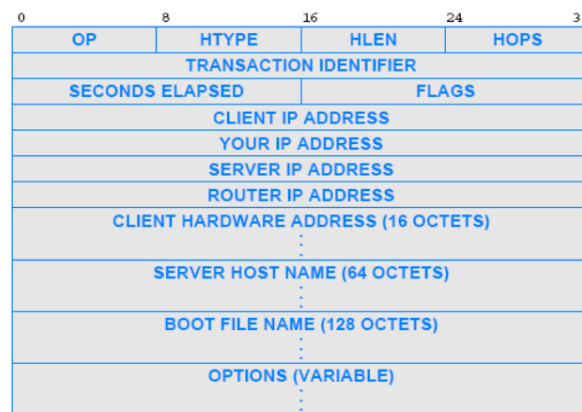 0 8 16 24 3
OP HTYPE HLEN HOPS
TRANSACTION IDENTIFIER
SECONDS ELAPSED FLAGS
CLIENT IP ADDRESS
YOUR IP ADDRESS
SERVER IP ADDRESS
ROUTER IP ADDRESS
CLIENT HARDWARE ADDRESS (16 OCTETS)
SERVER HOST NAME (64 OCTETS)
BOOT FILE NAME (128 OCTETS)
OPTIONS (VARIABLE)